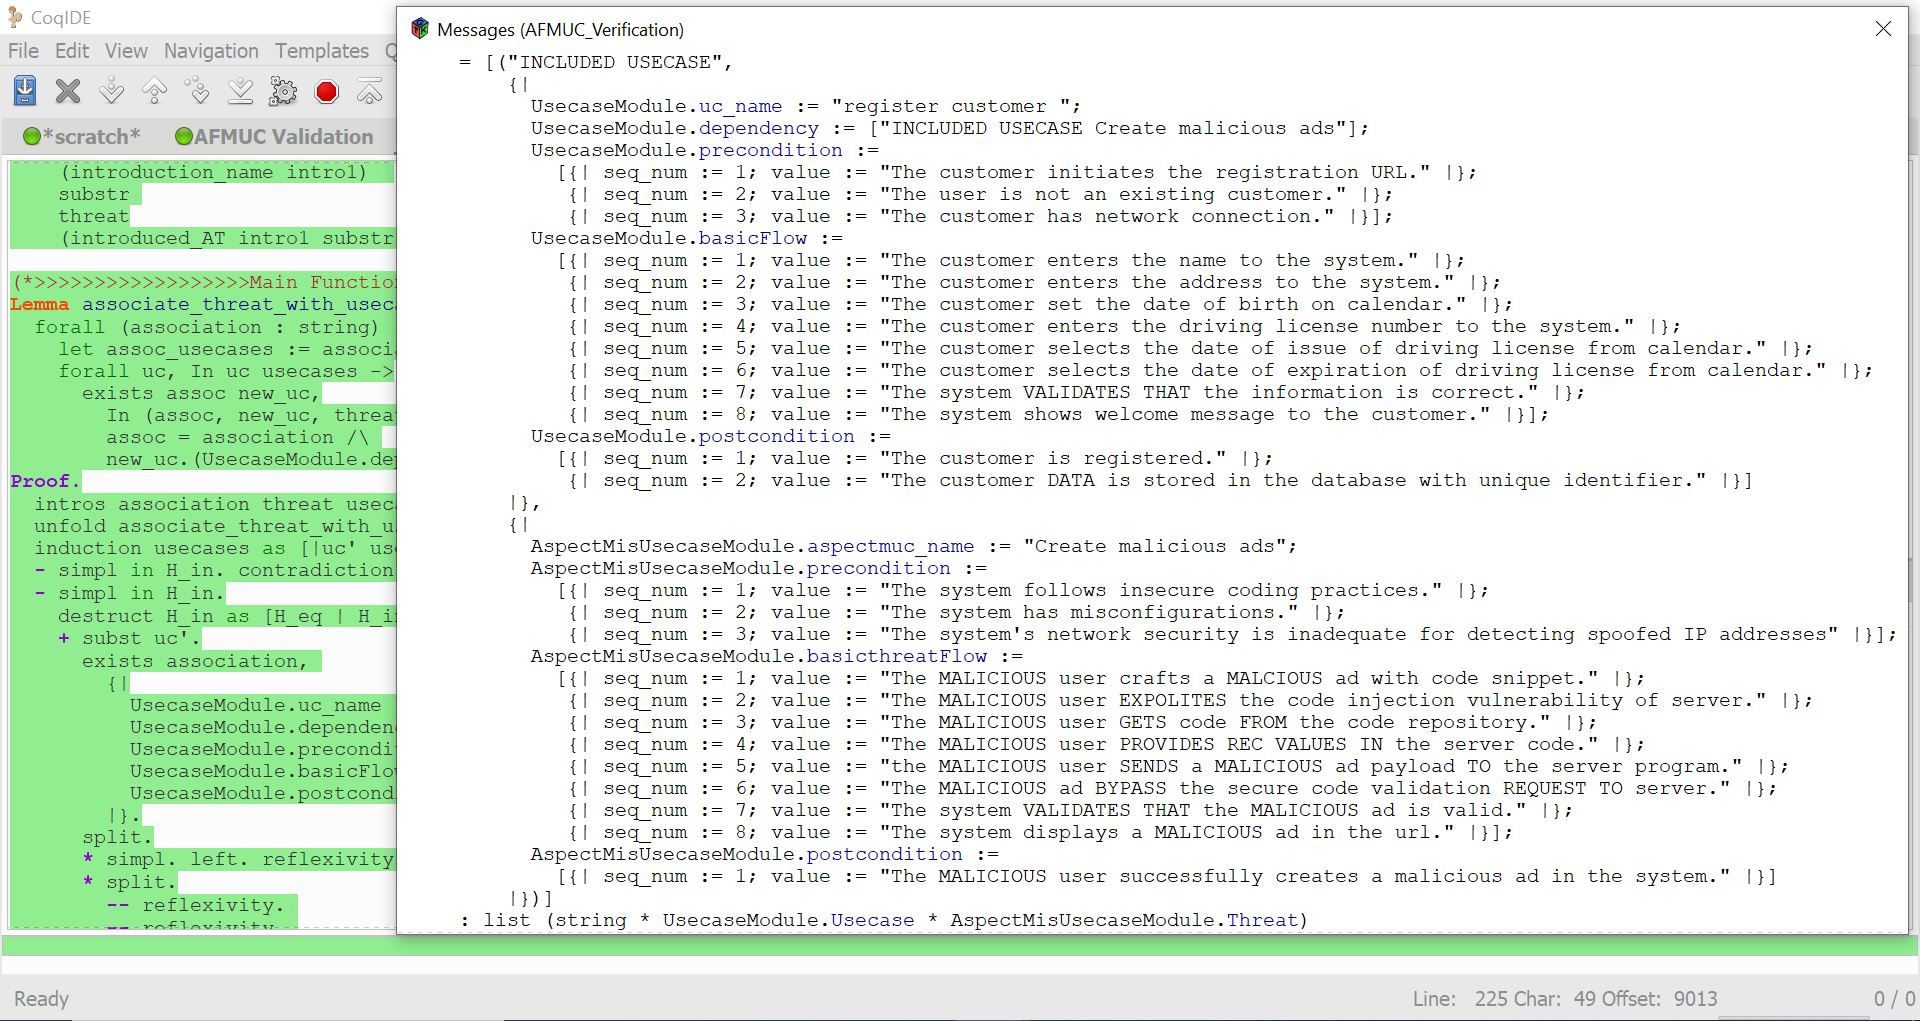 CoqIDE
File Edit View Navigation Templates Q
*scratch* AFMUC Validation
(introduction_name intro1)
substr
threat
(introduced_AT intro1 substr
(*>>>>>>>>>>>>>>>>>>Main Function
Lemma associate_threat_with_useca
forall (association : string)
let assoc_usecases := associ
forall uc, In uc usecases ->
exists assoc new_uc,
In (assoc, new_uc, threa
assoc = association /\
new_uc.(UsecaseModule.dep
Proof.
intros association threat useca
unfold associate_threat_with_u
induction usecases as [|uc' us
- simpl in H_in. contradiction
- simpl in H_in.
destruct H_in as [H_eq | H_in
+ subst uc'.
exists association,
{|
UsecaseModule.uc_name
UsecaseModule.dependen
UsecaseModule.precondi
UsecaseModule.basicFlow
UsecaseModule.postcond
|}.
split.
* simpl. left. reflexivity
* split.
-- reflexivity.
-- reflexivity
Messages (AFMUC_Verification)
= [("INCLUDED USECASE",
{|
UsecaseModule.uc_name := "register customer ";
UsecaseModule.dependency := ["INCLUDED USECASE Create malicious ads"];
UsecaseModule.precondition :=
[{| seq_num := 1; value := "The customer initiates the registration URL." |};
{| seq_num := 2; value := "The user is not an existing customer." |};
{| seq_num := 3; value := "The customer has network connection." |}];
UsecaseModule.basicFlow :=
[{| seq_num := 1; value := "The customer enters the name to the system." |};
{| seq_num := 2; value := "The customer enters the address to the system." |};
{| seq_num := 3; value := "The customer set the date of birth on calendar." |};
{| seq_num := 4; value := "The customer enters the driving license number to the system." |};
{| seq_num := 5; value := "The customer selects the date of issue of driving license from calendar." |};
{| seq_num := 6; value := "The customer selects the date of expiration of driving license from calendar." |};
{| seq_num := 7; value := "The system VALIDATES THAT the information is correct." |};
{| seq_num := 8; value := "The system shows welcome message to the customer." |}];
UsecaseModule.postcondition :=
[{| seq_num := 1; value := "The customer is registered." |};
{| seq_num := 2; value := "The customer DATA is stored in the database with unique identifier." |}]
|},
{|
AspectMisUsecaseModule.aspectmuc_name := "Create malicious ads";
AspectMisUsecaseModule.precondition :=
[{| seq_num := 1; value := "The system follows insecure coding practices." |};
{| seq_num := 2; value := "The system has misconfigurations." |};
{| seq_num := 3; value := "The system's network security is inadequate for detecting spoofed IP addresses" |}];
AspectMisUsecaseModule.basicthreatFlow :=
[{| seq_num := 1; value := "The MALICIOUS user crafts a MALCIOUS ad with code snippet." |};
{| seq_num := 2; value := "The MALICIOUS user EXPOLITES the code injection vulnerability of server." |};
{| seq_num := 3; value := "The MALICIOUS user GETS code FROM the code repository." |};
{| seq_num := 4; value := "The MALICIOUS user PROVIDES REC VALUES IN the server code." |};
{| seq_num := 5; value := "the MALICIOUS user SENDS a MALICIOUS ad payload TO the server program." |};
{| seq_num := 6; value := "The MALICIOUS ad BYPASS the secure code validation REQUEST TO server." |};
{| seq_num := 7; value := "The system VALIDATES THAT the MALICIOUS ad is valid." |};
{| seq_num := 8; value := "The system displays a MALICIOUS ad in the url." |}];
AspectMisUsecaseModule.postcondition :=
[{| seq_num := 1; value := "The MALICIOUS user successfully creates a malicious ad in the system." |}]
|})]
: list (string * UsecaseModule.Usecase * AspectMisUsecaseModule.Threat)
Ready
Line: 225 Char: 49 Offset: 9013
0 / 0